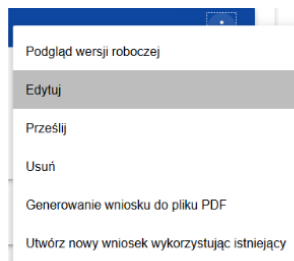 Podgląd wersji roboczej
Edytuj
Prześlij
Usuń
Generowanie wniosku do pliku PDF
Utwórz nowy wniosek wykorzystując istniejący